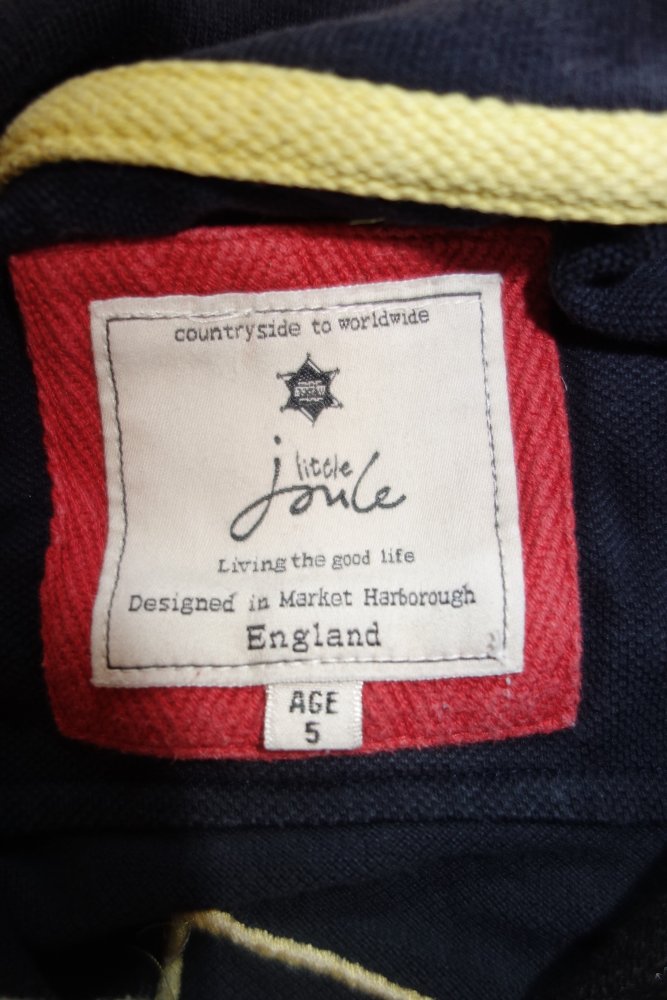 countryside to worldwide
little
joule
Living the good life
Designed in Market Harborough
England
AGE
5